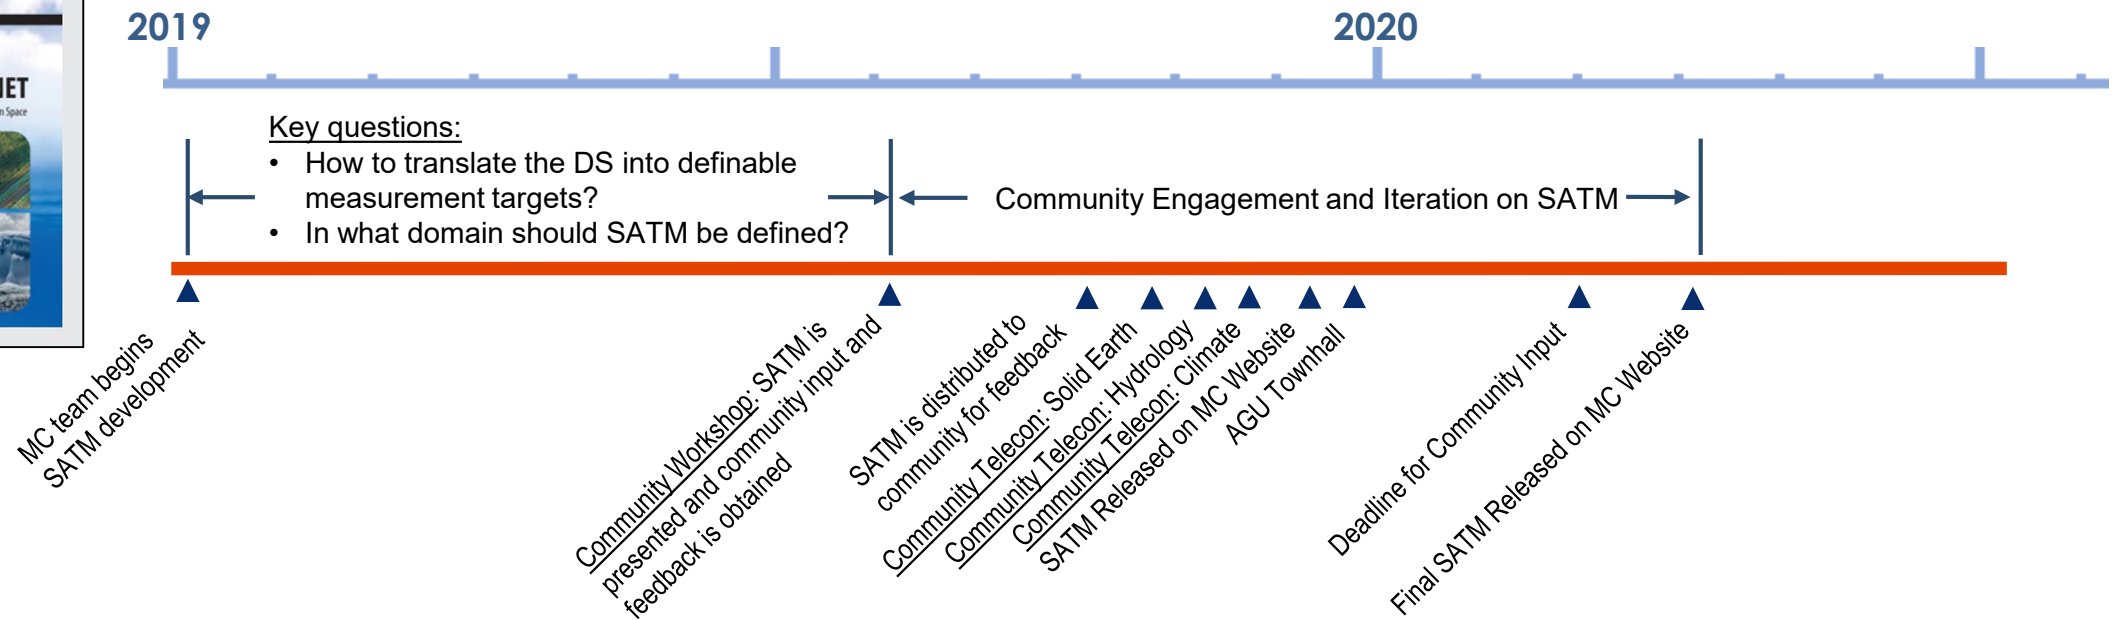 2019
2020
IET
n Space
Key questions:
• How to translate the DS into definable
measurement targets?
• In what domain should SATM be defined?
Community Engagement and Iteration on SATM
MC team begins
SATM development
Community Workshop: SATM is
presented and community input and
feedback is obtained
SATM is distributed to
community for feedback
Community Telecon: Solid Earth
Community Telecon: Hydrology
Community Telecon: Climate
SATM Released on MC Website
AGU Townhall
Deadline for Community Input
Final SATM Released on MC Website